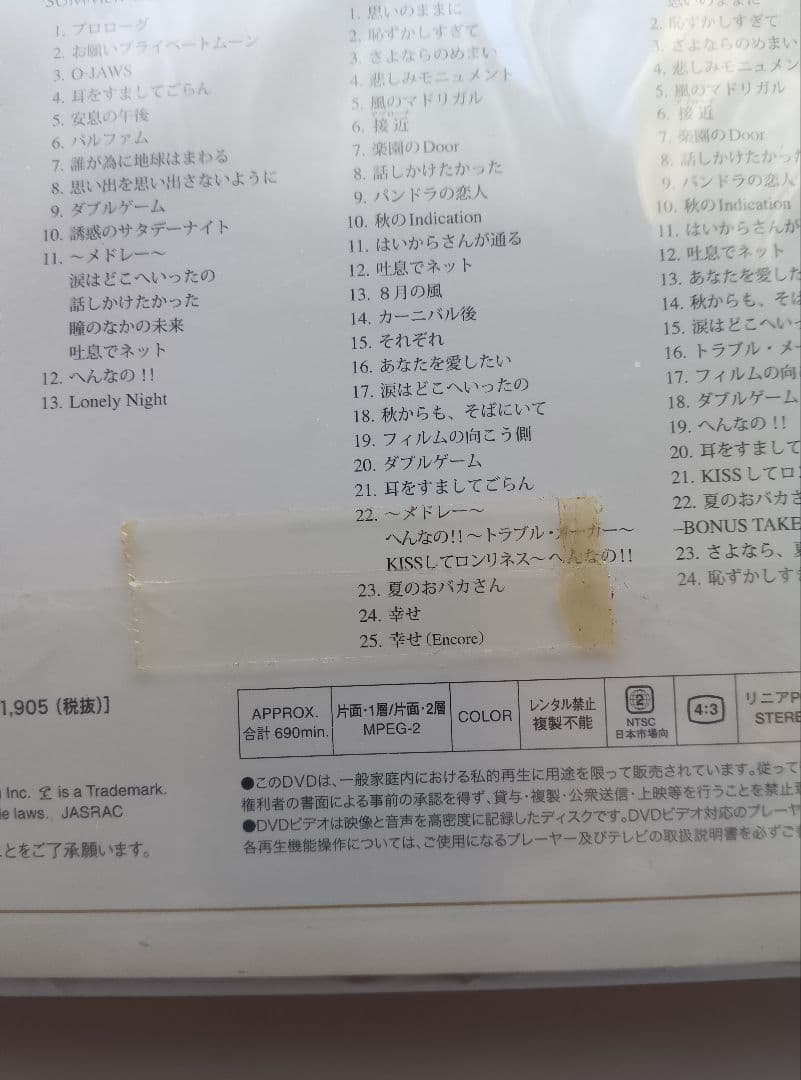 SUMMER
1. プロローグ
2. お願いプライベートムーン
3. O-JAWS
4. 耳をすましてごらん
5. 安息の午後
6. パルファム
7. 誰が為に地球はまわる
8. 思い出を思い出さないように
9. ダブルゲーム
10. 誘惑のサタデーナイト
11. 〜メドレー〜
涙はどこへいったの
話しかけたかった
瞳のなかの未来
吐息でネット
12. へんなの!!
13. Lonely Night
1. 思いのままに
2. 恥ずかしすぎて
3. さよならのめまい
4. 悲しみモニュメント
5. 風のマドリガル
6. 接近
7. 楽園のDoor
8. 話しかけたかった
9. パンドラの恋人
10. 秋のIndication
11. はいからさんが通る
12. 吐息でネット
13. 8月の風
14. カーニバル後
15. それぞれ
16. あなたを愛したい
17. 涙はどこへいったの
18. 秋からも、そばにいて
19. フィルムの向こう側
20. ダブルゲーム
21. 耳をすましてごらん
22. 〜メドレー〜
へんなの!!〜トラブル・メーカー〜
KISSしてロンリネス〜へんなの!!
23. 夏のおバカさん
24. 幸せ
25. 幸せ(Encore)
思いのままに
2. 恥ずかしすぎて
3. さよならのめまい
4. 悲しみモニュメン
5. 風のマドリガル
6. 接近
7. 楽園のDoor
8. 話しかけたかっ
9. パンドラの恋人
10. 秋のIndication
11. はいからさんが
12. 吐息でネット
13. あなたを愛した
14. 秋からも、そば
15. 涙はどこへいっ
16. トラブル・メー
17. フィルムの向
18. ダブルゲーム
19. へんなの!!
20. 耳をすまして
21. KISSしてロ
22. 夏のおバカさ
–BONUS TAKE
23. さよなら、夏
24. 恥ずかしす
1,905 (税抜)]
APPROX.
合計 690min.
片面・1層/片面・2層
MPEG-2
COLOR
レンタル禁止
複製不能
2
NTSC
日本市場向
4:3
リニアP
STERE
Inc. is a Trademark.
laws. JASRAC
とをご了承願います。
●このDVDは、一般家庭内における私的再生に用途を限って販売されています。従って
権利者の書面による事前の承認を得ず、貸与・複製・公衆送信・上映等を行うことを禁止
●DVDビデオは映像と音声を高密度に記録したディスクです。DVDビデオ対応のプレーヤ
各再生機能操作については、ご使用になるプレーヤー及びテレビの取扱説明書を必ずご